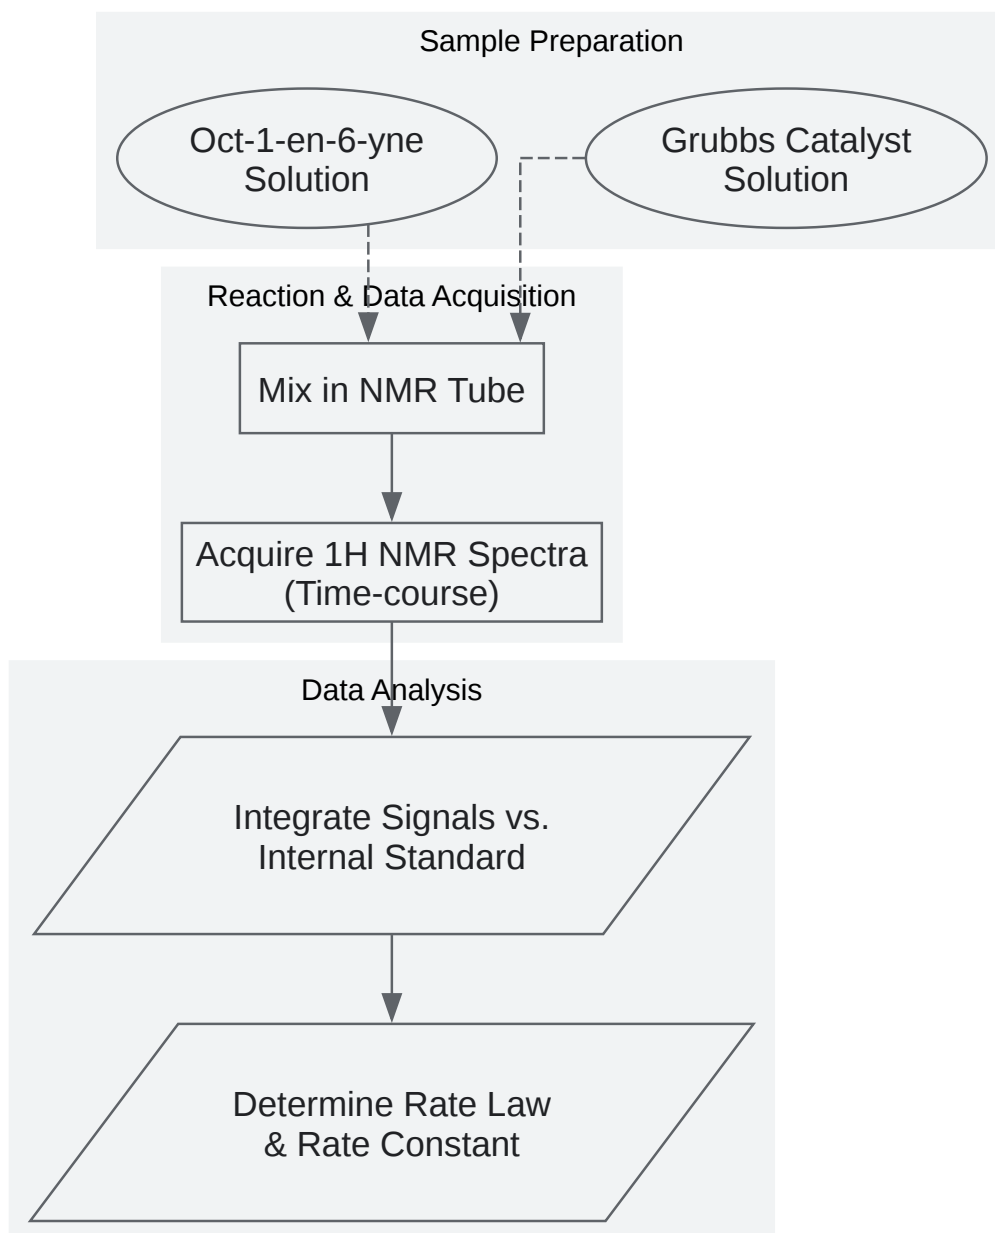 Sample Preparation
Oct-1-en-6-yne
Solution
Grubbs Catalyst
Solution
Reaction & Data Acquisition
Mix in NMR Tube
Acquire 1H NMR Spectra
(Time-course)
Data Analysis
Integrate Signals vs.
Internal Standard
Determine Rate Law
& Rate Constant